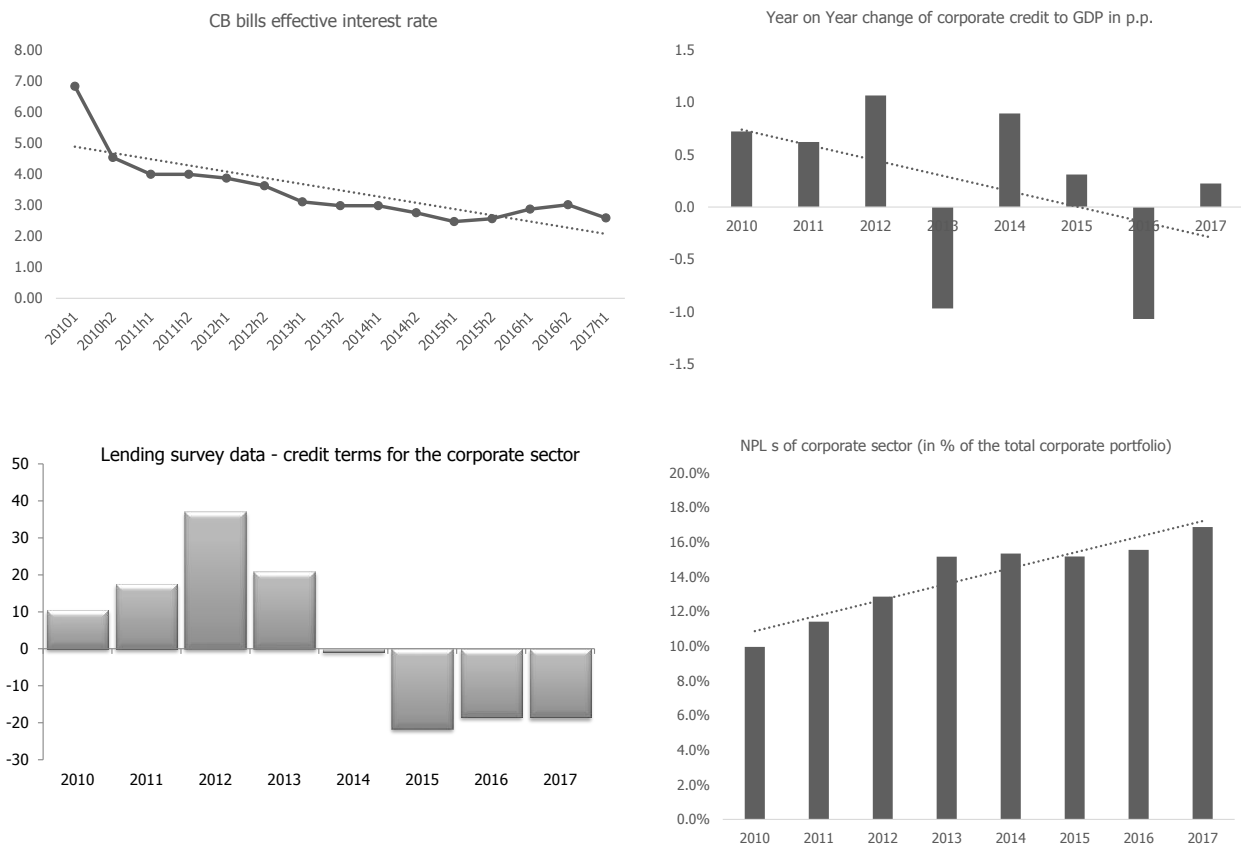 CB bills effective interest rate
8.00
7.00
6.00
5.00
4.00
3.00
2.00
1.00
0.00
20101
2010h2
2011h1
2011h2
2012h1
2012h2
2013h1
2013h2
2014h1
2014h2
2015h1
2015h2
2016h1
2016h2
2017h1
Year on Year change of corporate credit to GDP in p.p.
1.5
1.0
0.5
0.0
-0.5
-1.0
-1.5
2010 2011 2012 2013 2014 2015 2016 2017
Lending survey data - credit terms for the corporate sector
50
40
30
20
10
0
-10
-20
-30
2010 2011 2012 2013 2014 2015 2016 2017
NPL s of corporate sector (in % of the total corporate portfolio)
20.0%
18.0%
16.0%
14.0%
12.0%
10.0%
8.0%
6.0%
4.0%
2.0%
0.0%
2010 2011 2012 2013 2014 2015 2016 2017